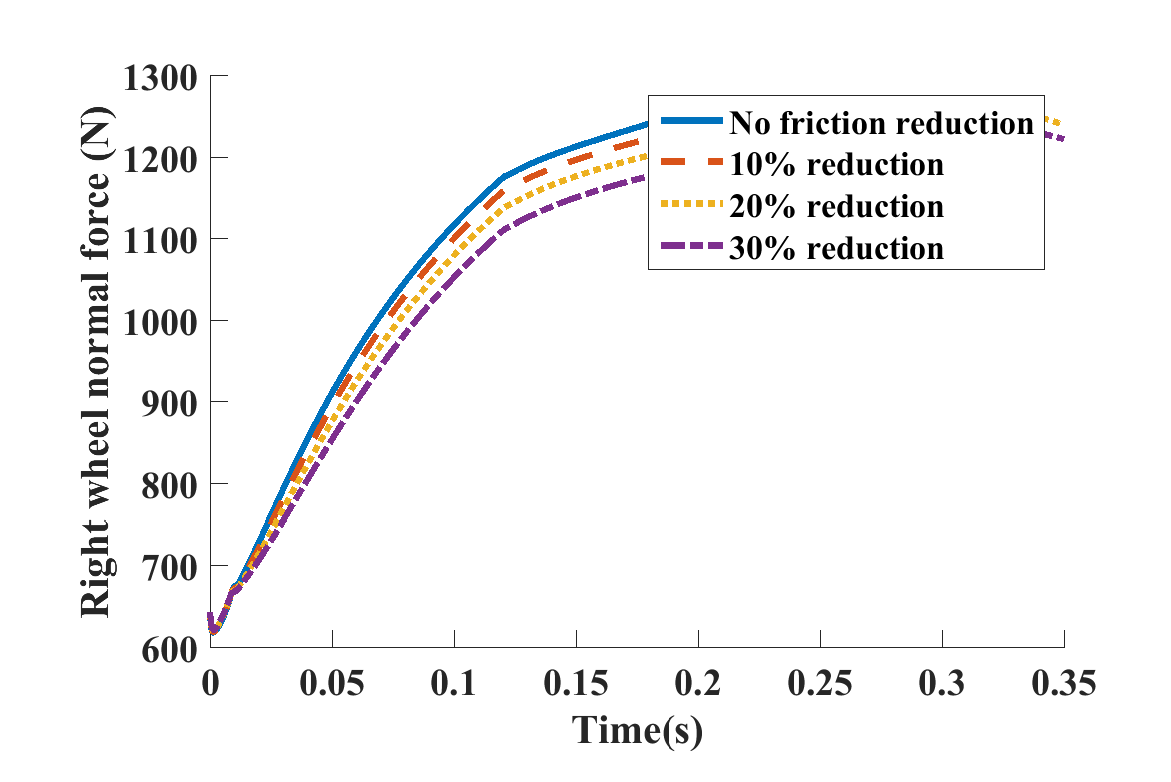 1300
1200
1100
1000
900
800
700
600
Right wheel normal force (N)
No friction reduction
10% reduction
20% reduction
30% reduction
0 0.05 0.1 0.15 0.2 0.25 0.3 0.35
Time(s)